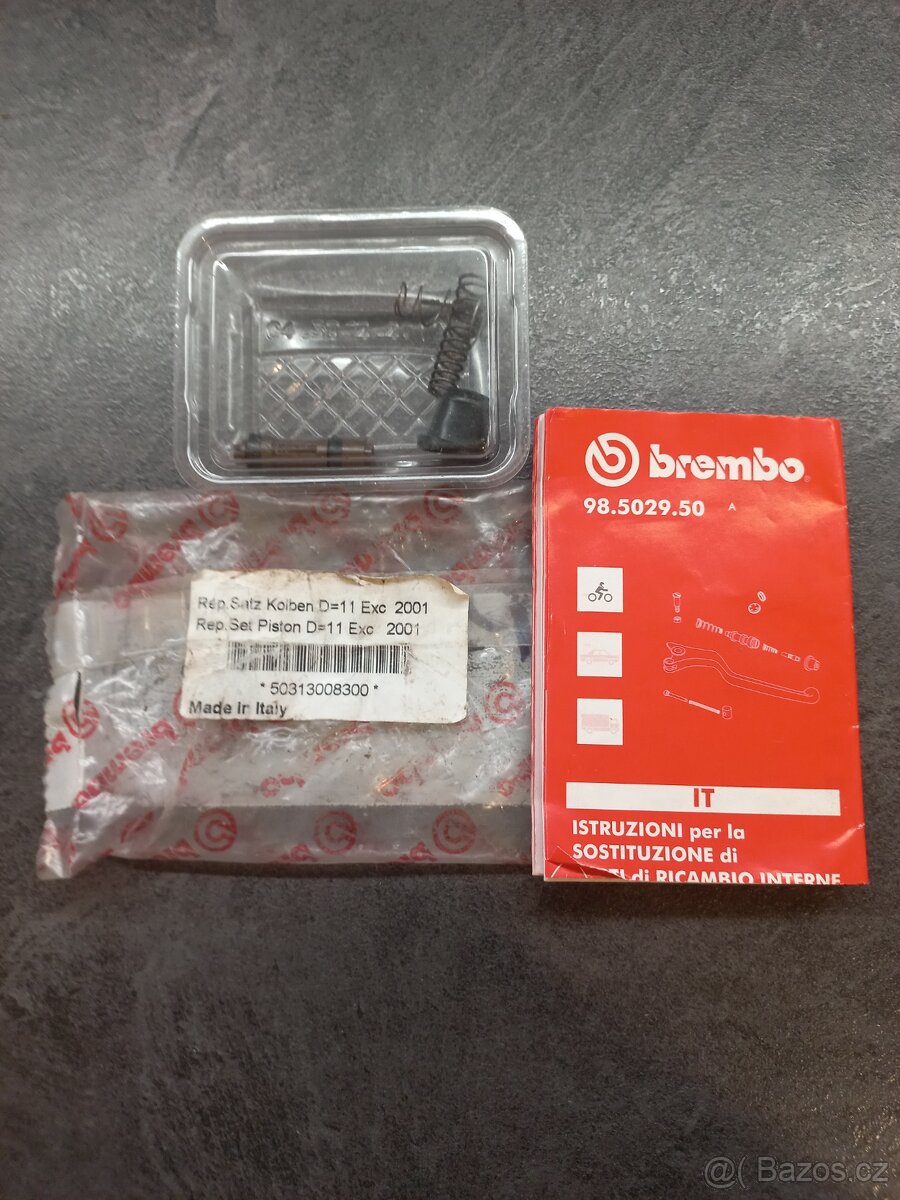 brembo
98.5029.50 A
Rep.Satz Kolben D=11 Exc 2001
Rep.Set Piston D=11 Exc 2001
* 50313008300 *
Made In Italy
IT
ISTRUZIONI per la
SOSTITUZIONE di
di RICAMBIO INTERNE
@( Bazos.cz